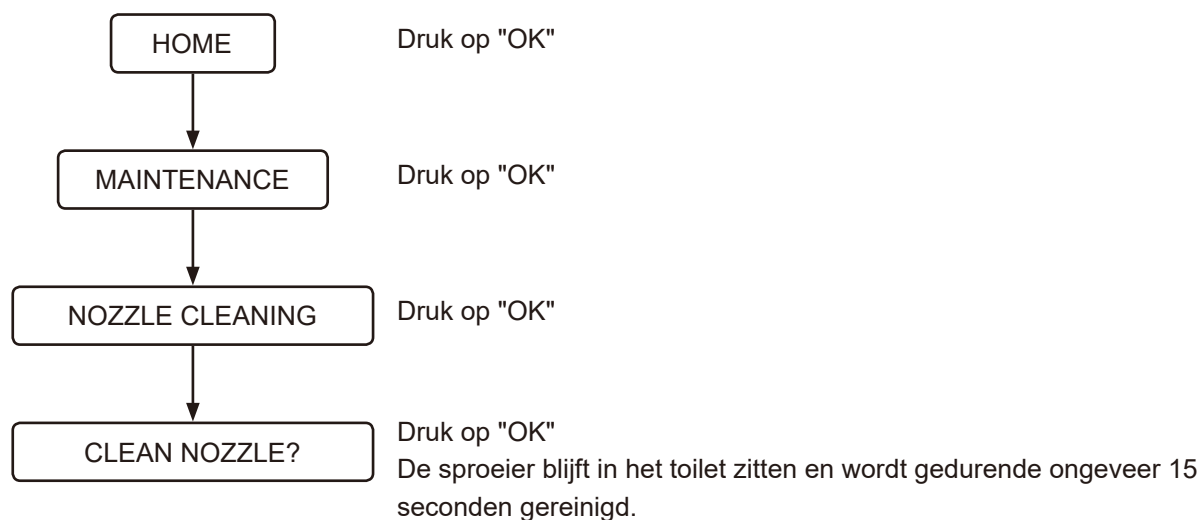 HOME
Druk op "OK"
MAINTENANCE
Druk op "OK"
NOZZLE CLEANING
Druk op "OK"
CLEAN NOZZLE?
Druk op "OK"
De sproeier blijft in het toilet zitten en wordt gedurende ongeveer 15
seconden gereinigd.